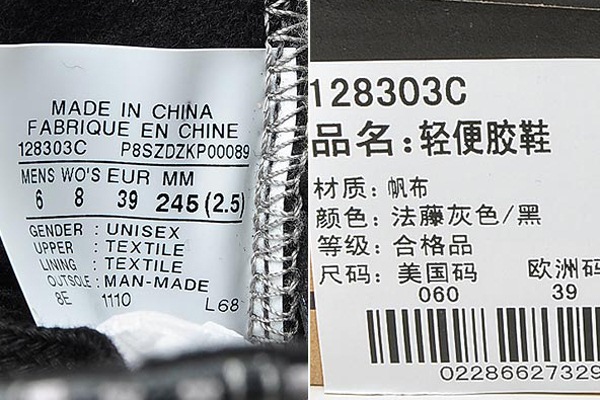 MADE IN CHINA
FABRIQUE EN CHINE
128303C P8SZDZKP00089
MENS WO'S EUR MM
6 8 39 245 (2.5)
GENDER : UNISEX
UPPER : TEXTILE
LINING : TEXTILE
OUTSOLE : MAN-MADE
8E 1110 L68
128303C
品名:轻便胶鞋
材质: 帆布
颜色: 法藤灰色/黑
等级: 合格品
尺码: 美国码 欧洲码
060 39
02286627329